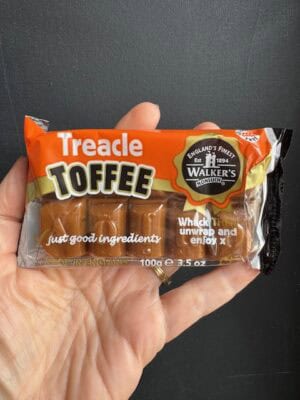 Treacle
TOFFEE
ENGLAND'S FINEST
Est 1894
WALKER'S
NONSUCH
just good ingredients
Whack it
unwrap and
enjoy x
100g e 3.5 oz